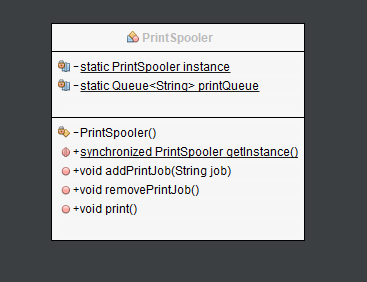 PrintSpooler
-static PrintSpooler instance
-static Queue<String> printQueue
-PrintSpooler()
+synchronized PrintSpooler getInstance()
+void addPrintJob(String job)
+void removePrintJob()
+void print()